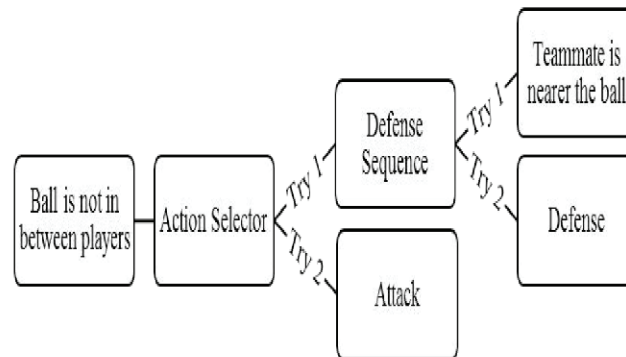 Teammate is
nearer the ball
Try 1
Defense
Sequence
Try 1
Try 2
Ball is not in
between players
Action Selector
Defense
Try 2
Attack